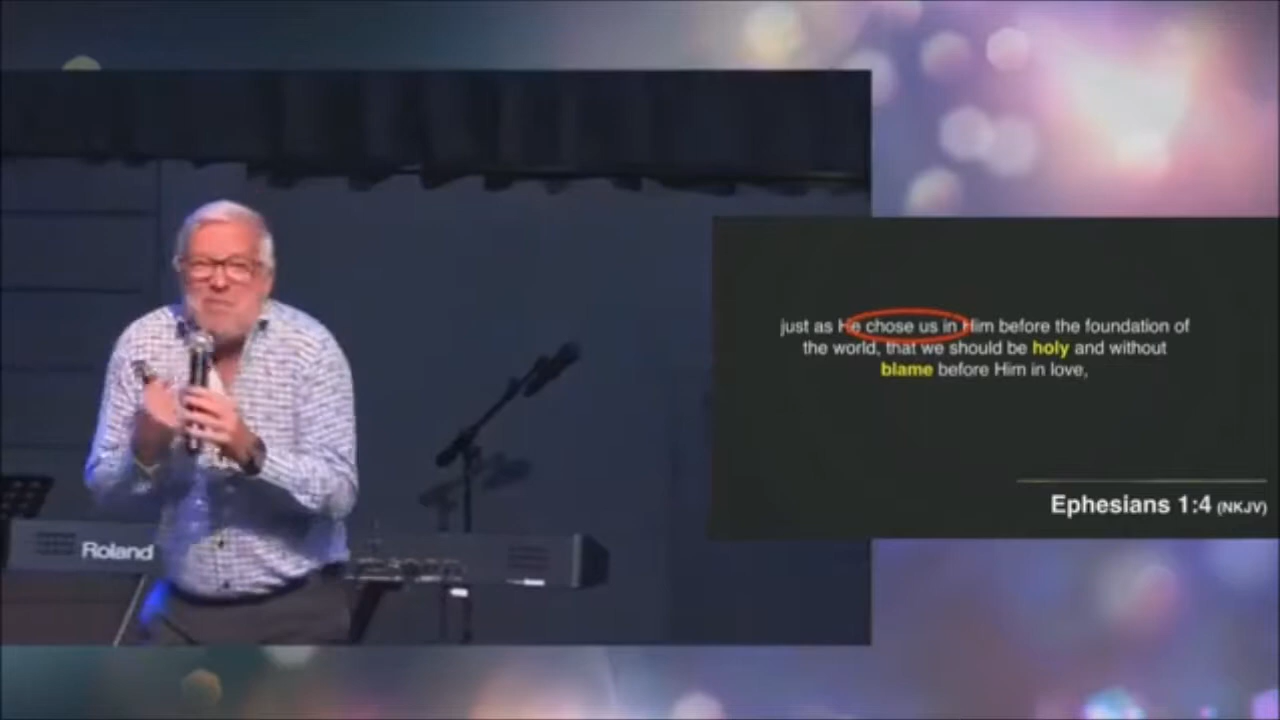 just as He chose us in Him before the foundation of
the world, that we should be holy and without
blame before Him in love,
Ephesians 1:4 (NKJV)
Roland